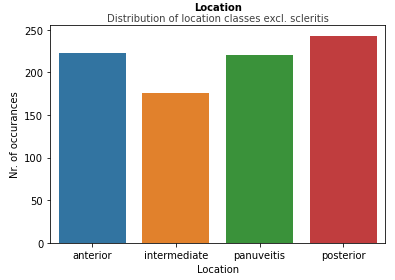 Location
Distribution of location classes excl. scleritis
Nr. of occurances
250
200
150
100
50
0
anterior intermediate panuveitis posterior
Location